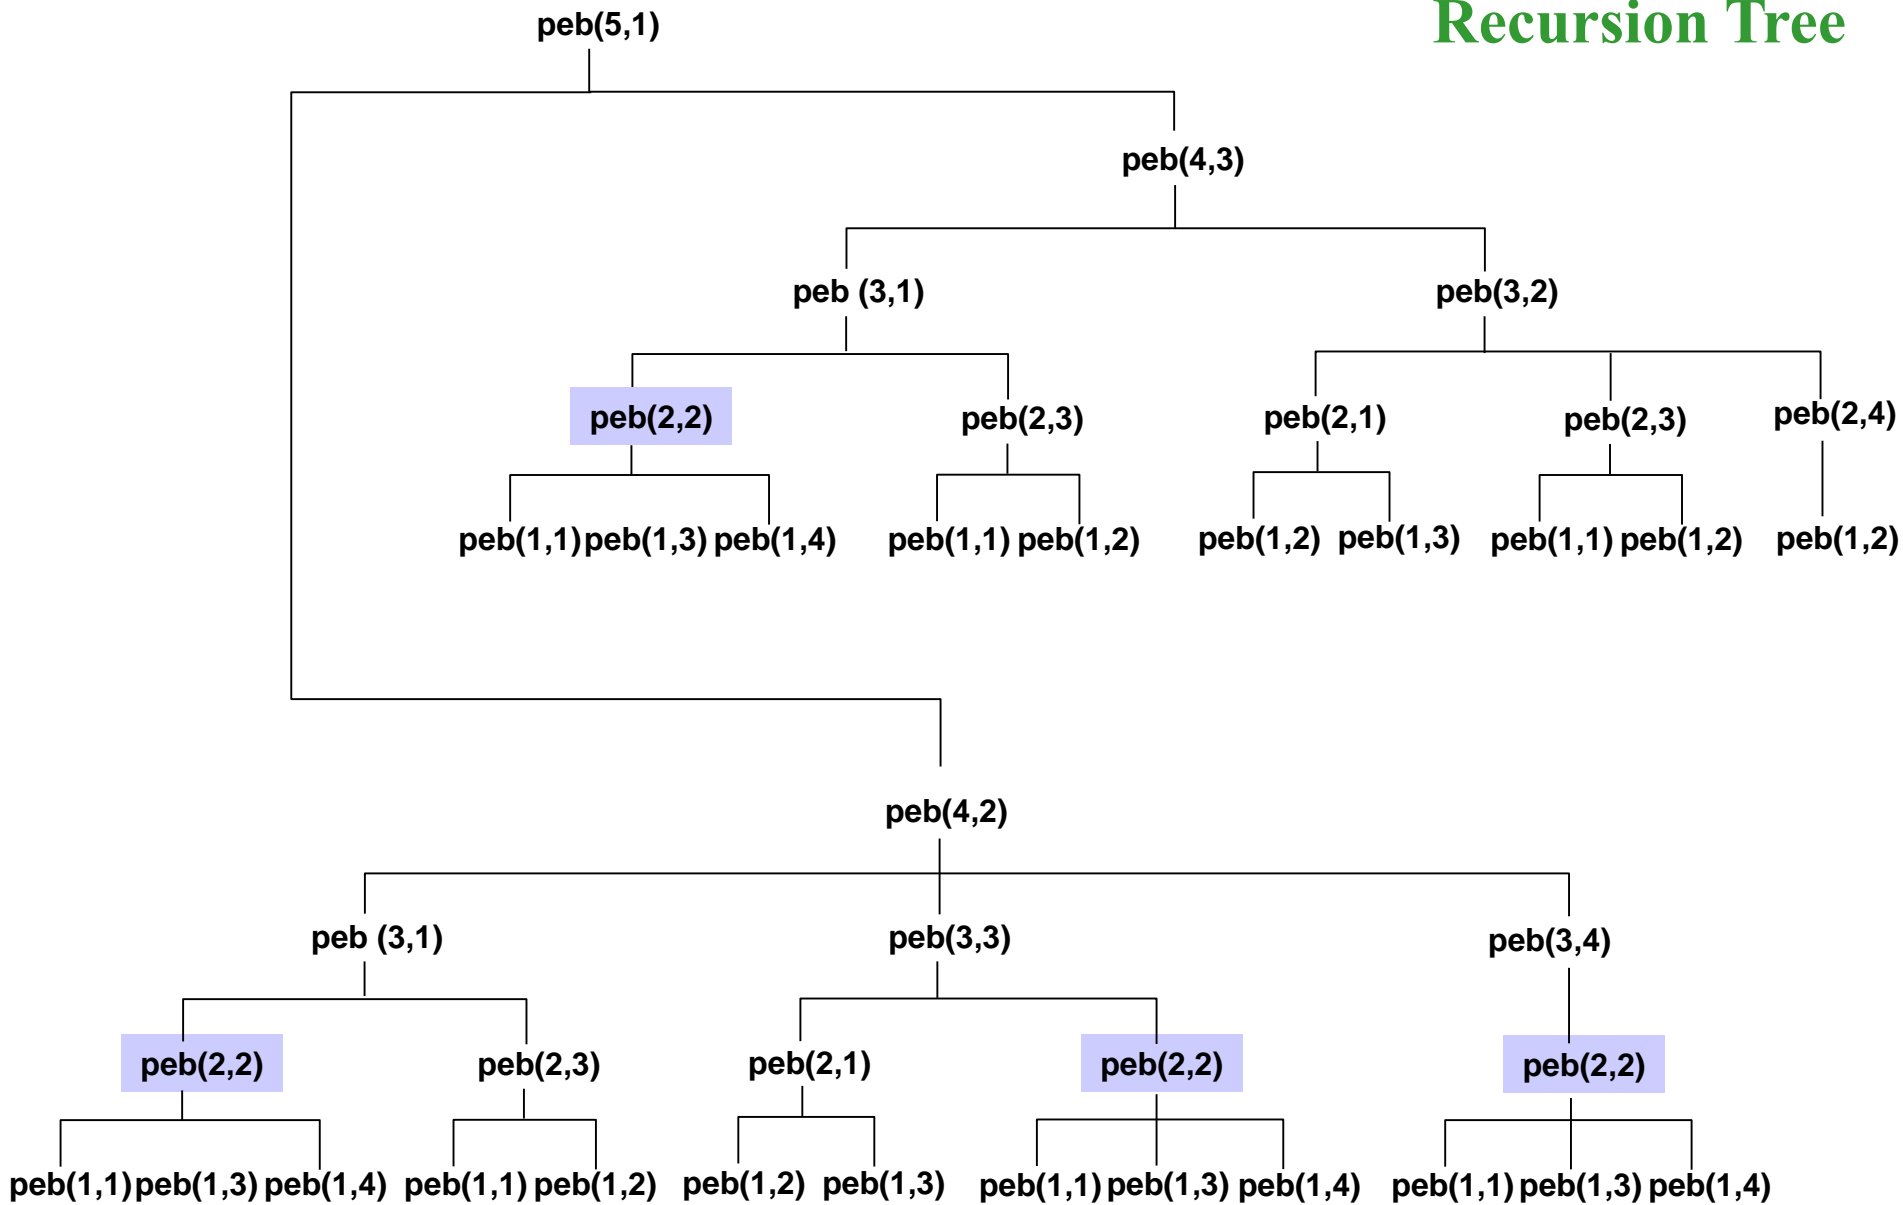 Recursion Tree
peb(5,1)
peb(4,3)
peb (3,1) peb(3,2)
peb(2,2) peb(2,3) peb(2,1) peb(2,3) peb(2,4)
peb(1,1) peb(1,3) peb(1,4) peb(1,1) peb(1,2) peb(1,2) peb(1,3) peb(1,1) peb(1,2) peb(1,2)
peb(4,2)
peb (3,1) peb(3,3) peb(3,4)
peb(2,2) peb(2,3) peb(2,1) peb(2,2) peb(2,2)
peb(1,1) peb(1,3) peb(1,4) peb(1,1) peb(1,2) peb(1,2) peb(1,3) peb(1,1) peb(1,3) peb(1,4) peb(1,1) peb(1,3) peb(1,4)